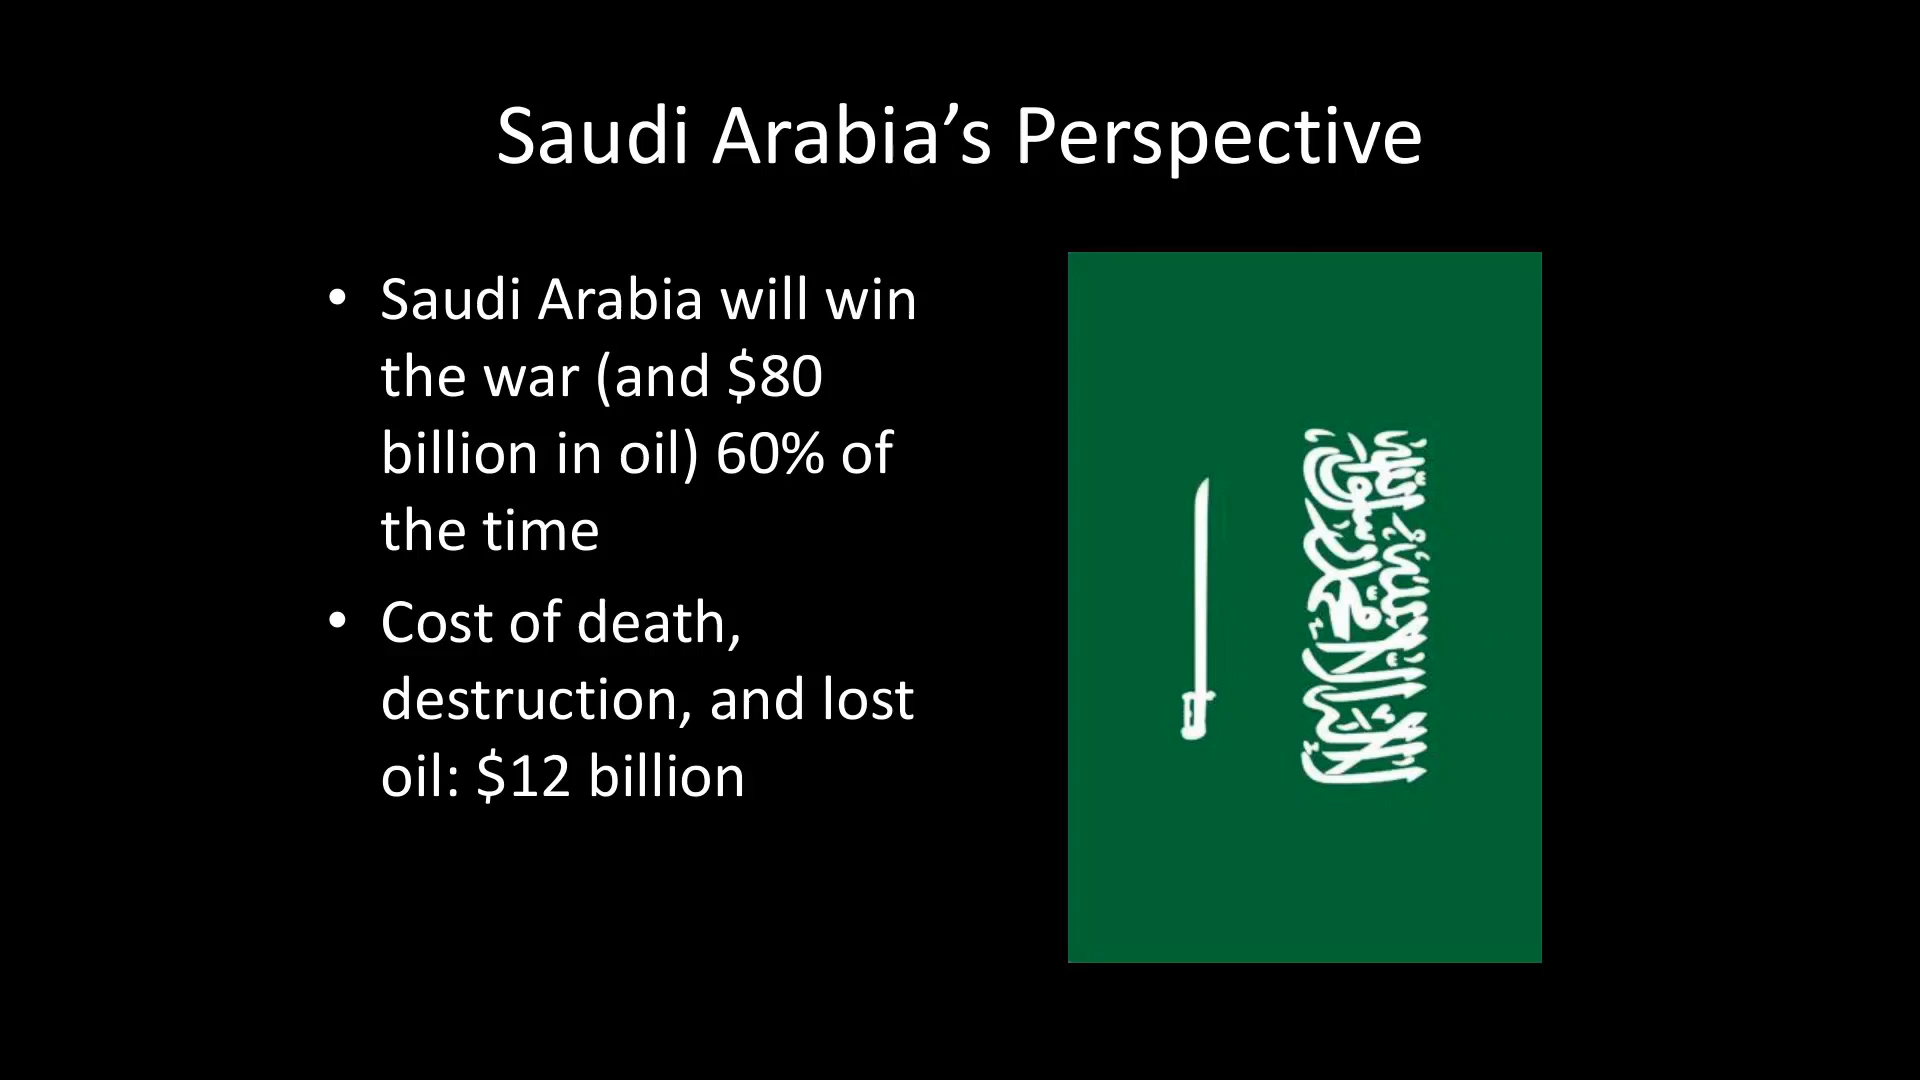 Saudi Arabia’s Perspective
• Saudi Arabia will win
the war (and $80
billion in oil) 60% of
the time
• Cost of death,
destruction, and lost
oil: $12 billion
لا إله إلا الله محمد رسول الله